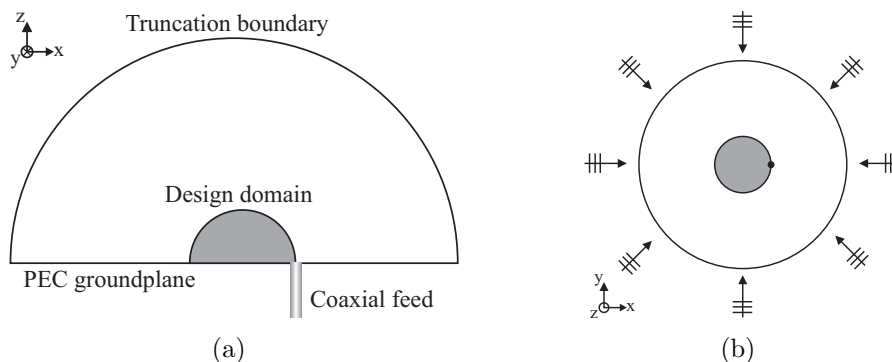 z
x
y
Truncation boundary
Design domain
PEC groundplane
Coaxial feed
(a)
y
z
x
(b)